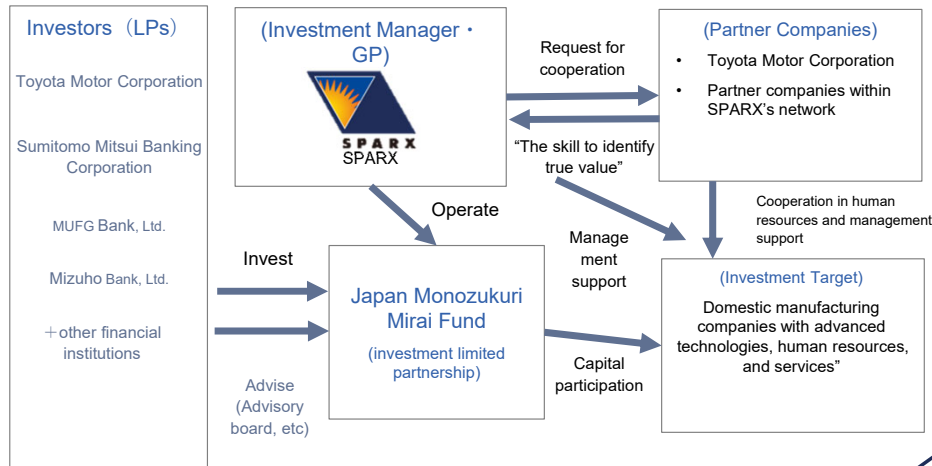 Investors（LPs）
Toyota Motor Corporation
Sumitomo Mitsui Banking
Corporation
MUFG Bank, Ltd.
Mizuho Bank, Ltd.
＋other financial
institutions
(Investment Manager・
GP)
SPARX
SPARX
Request for
cooperation
(Partner Companies)
• Toyota Motor Corporation
• Partner companies within
SPARX’s network
“The skill to identify
true value”
Operate
Cooperation in human
resources and management
support
Manage
ment
support
Invest
Japan Monozukuri
Mirai Fund
(investment limited
partnership)
(Investment Target)
Domestic manufacturing
companies with advanced
technologies, human resources,
and services”
Capital
participation
Advise
(Advisory
board, etc)